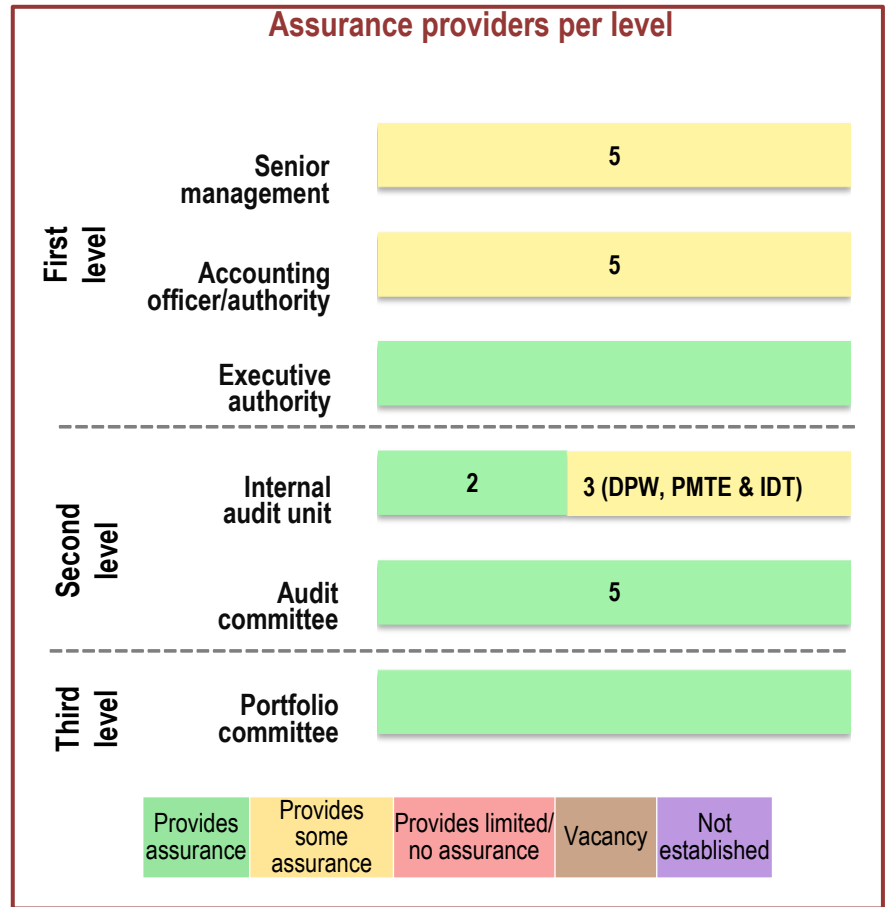 Assurance providers per level
First
level
Senior
management
5
Accounting
officer/authority
5
Executive
authority
Second
level
Internal
audit unit
2
3 (DPW, PMTE & IDT)
Audit
committee
5
Third
level
Portfolio
committee
Provides
assurance
Provides
some
assurance
Provides limited/
no assurance
Vacancy
Not
established